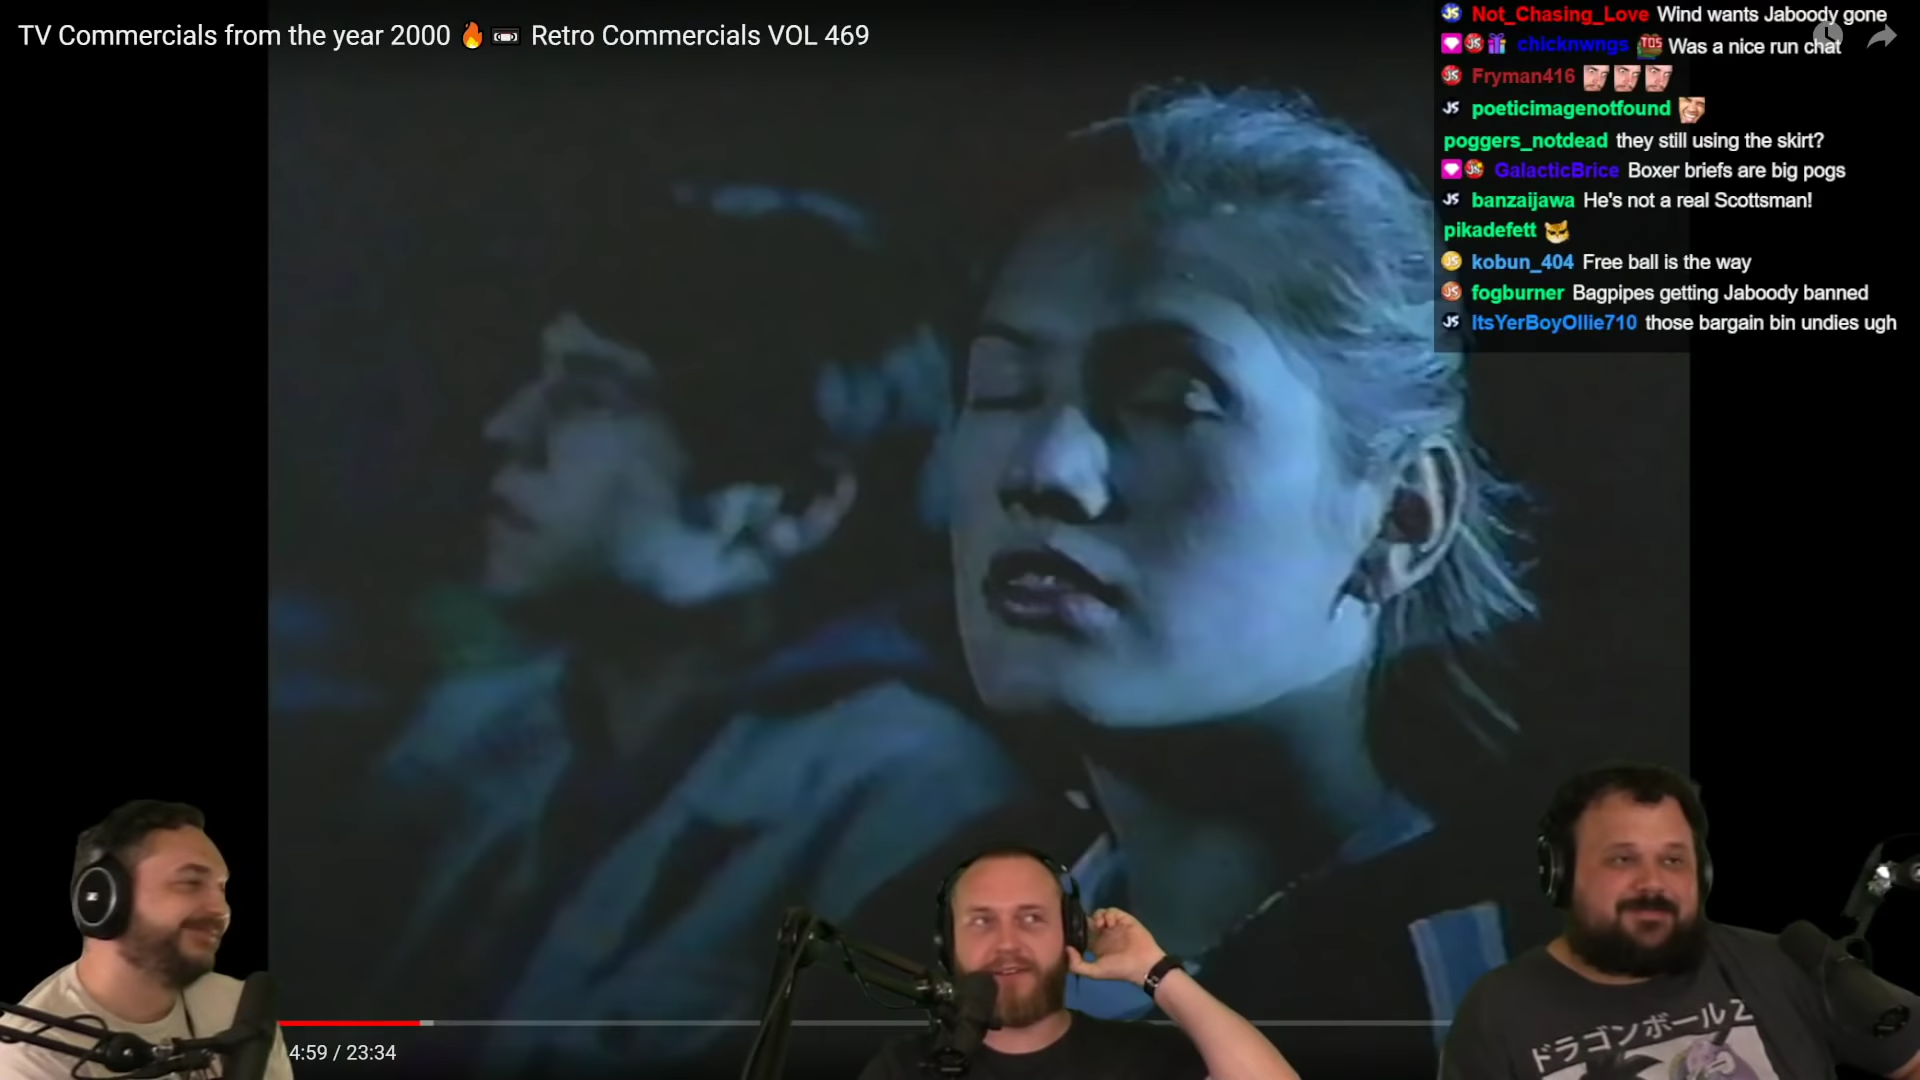 TV Commercials from the year 2000 🔥📼 Retro Commercials VOL 469
Not_Chasing_Love Wind wants Jaboody gone
chicknwngs TOS Was a nice run chat
Fryman416
poeticimagenotfound
poggers_notdead they still using the skirt?
GalacticBrice Boxer briefs are big pogs
banzaijawa He's not a real Scottsman!
pikadefett
kobun_404 Free ball is the way
fogburner Bagpipes getting Jaboody banned
ItsYerBoyOllie710 those bargain bin undies ugh
ドラゴンボールZ
4:59 / 23:34